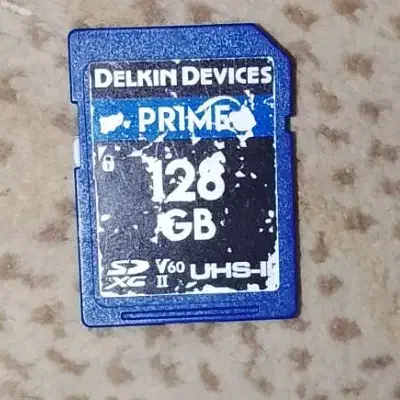 DELKIN DEVICES
PRIME
128
GB
SD XC V60 II UHS-II